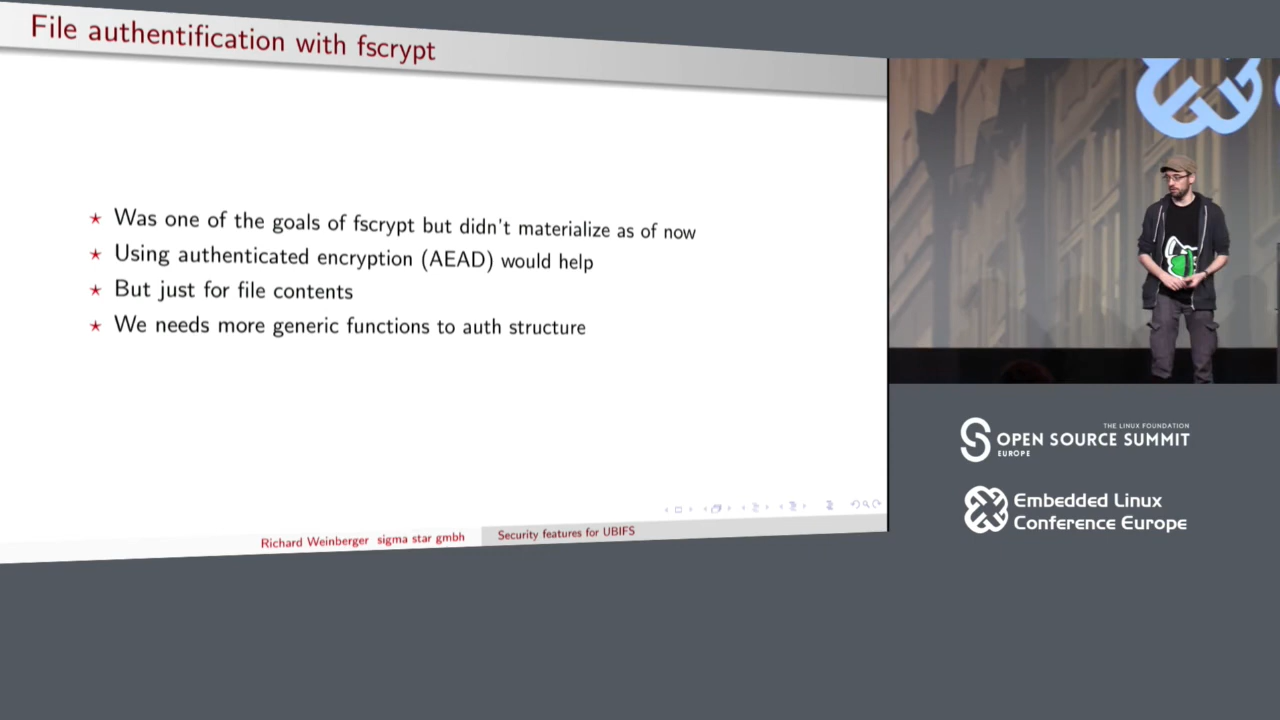 File authentification with fscrypt
Was one of the goals of fscrypt but didn't materialize as of now
Using authenticated encryption (AEAD) would help
But just for file contents
We needs more generic functions to auth structure
Richard Weinberger sigma star gmbh
Security features for UBIFS
THE LINUX FOUNDATION
OPEN SOURCE SUMMIT
EUROPE
Embedded Linux
Conference Europe